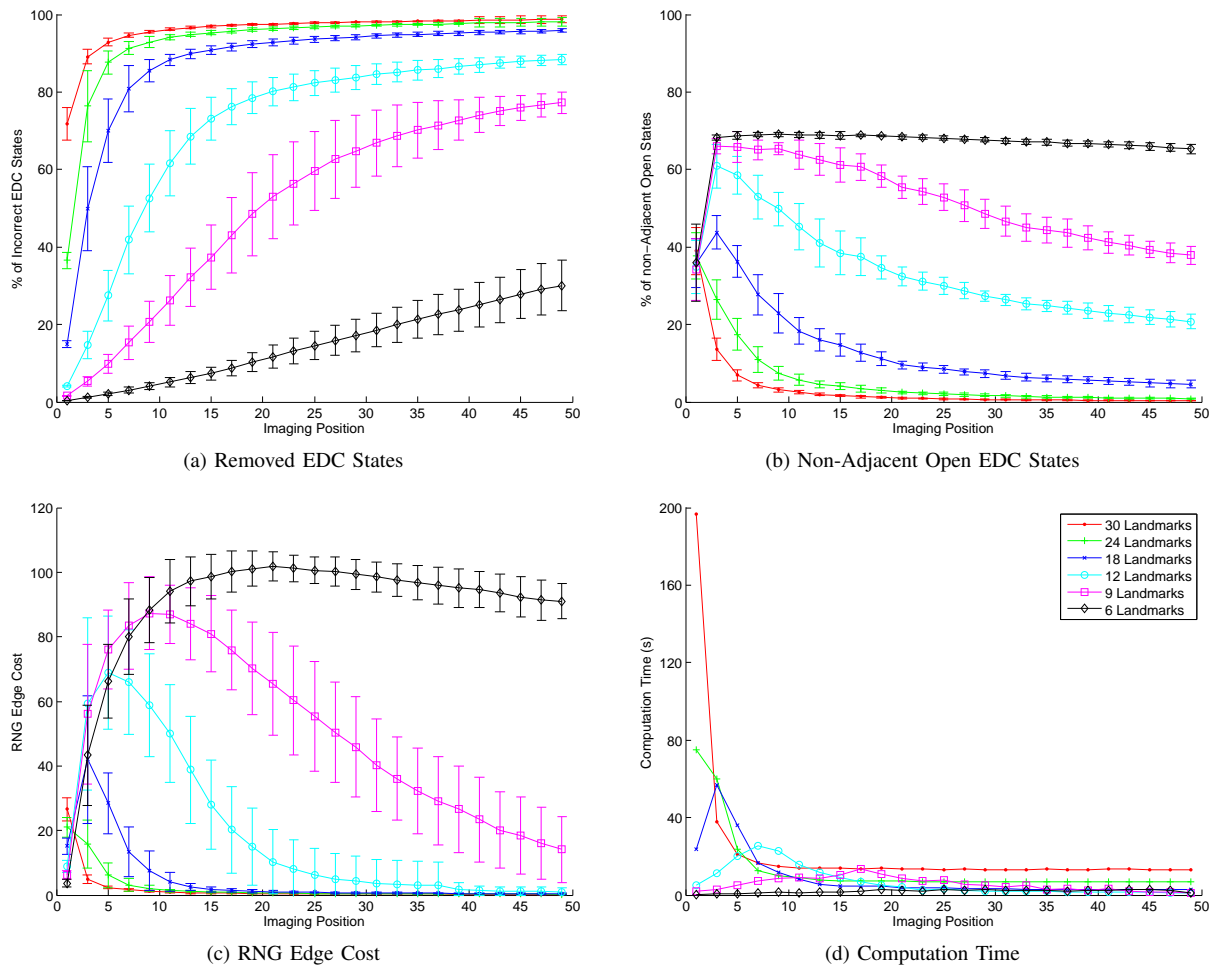 % of Incorrect EDC States
100
80
60
40
20
0
0 5 10 15 20 25 30 35 40 45 50
Imaging Position
(a) Removed EDC States
% of non−Adjacent Open States
100
80
60
40
20
0
0 5 10 15 20 25 30 35 40 45 50
Imaging Position
(b) Non-Adjacent Open EDC States
RNG Edge Cost
120
100
80
60
40
20
0
0 5 10 15 20 25 30 35 40 45 50
Imaging Position
(c) RNG Edge Cost
Computation Time (s)
200
160
120
80
40
0
0 5 10 15 20 25 30 35 40 45 50
Imaging Position
30 Landmarks
24 Landmarks
18 Landmarks
12 Landmarks
9 Landmarks
6 Landmarks
(d) Computation Time